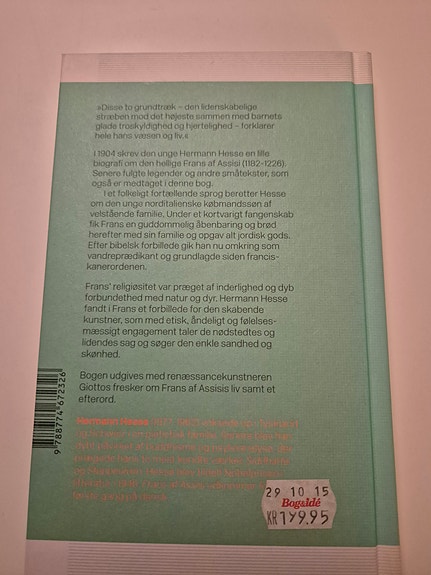 »Disse to grundtræk – den lidenskabelige
stræben mod det højeste sammen med barnets
glade troskyldighed og hjertelighed – forklarer
hele hans væsen og liv.«
I 1904 skrev den unge Hermann Hesse en lille
biografi om den hellige Frans af Assisi (1182-1226).
Senere fulgte legender og andre småtekster, som
også er medtaget i denne bog.
I et folkeligt fortællende sprog beretter Hesse
om den unge norditalienske købmandssøn af
velstående familie. Under et kortvarigt fangenskab
fik Frans en guddommelig åbenbaring og brød
herefter med sin familie og opgav alt jordisk gods.
Efter bibelsk forbillede gik han nu omkring som
vandreprædikant og grundlagde siden francis-
kanerordenen.
Frans' religiøsitet var præget af inderlighed og dyb
forbundethed med natur og dyr. Hermann Hesse
fandt i Frans et forbillede for den skabende
kunstner, som med etisk, åndeligt og følelses-
mæssigt engagement taler de nødstedtes og
lidendes sag og søger den enkle sandhed og
skønhed.
Bogen udgives med renæssancekunstneren
Giottos fresker om Frans af Assisis liv samt et
efterord.
Hermann Hesse
9 788774 672326
29 10 15
Bog&idé
KR 199.95